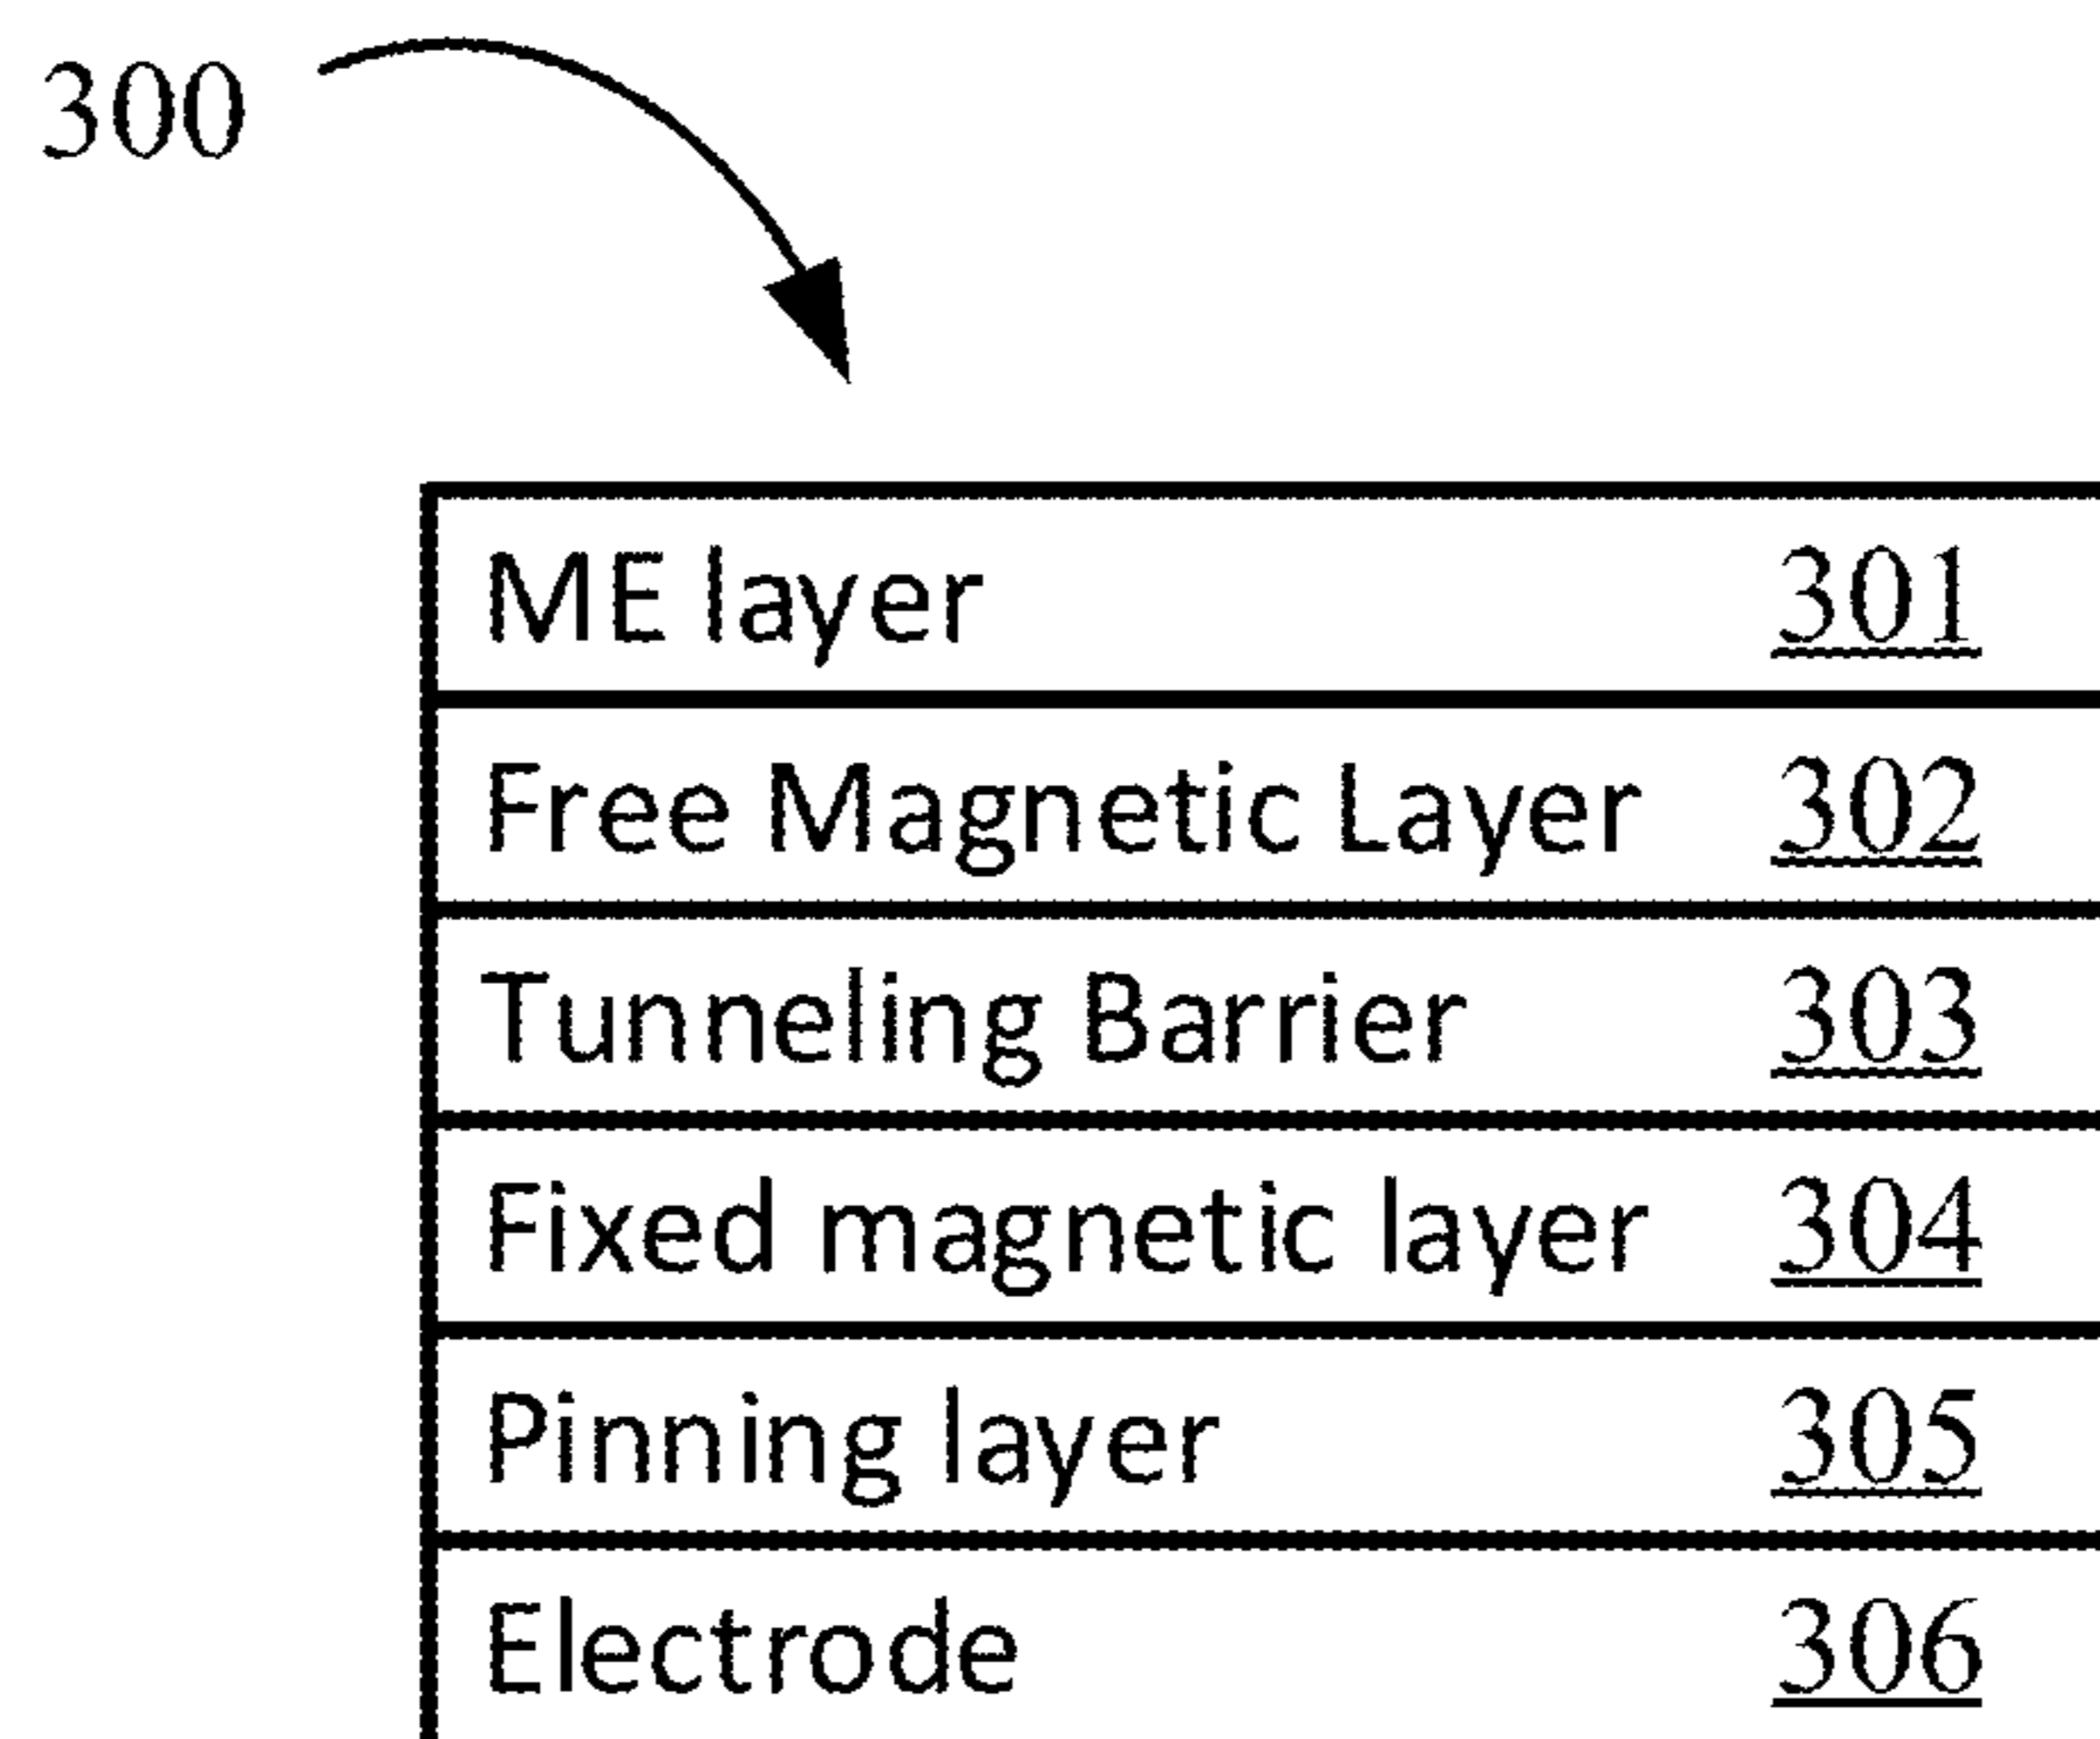 300
ME layer 301
Free Magnetic Layer 302
Tunneling Barrier 303
Fixed magnetic layer 304
Pinning layer 305
Electrode 306